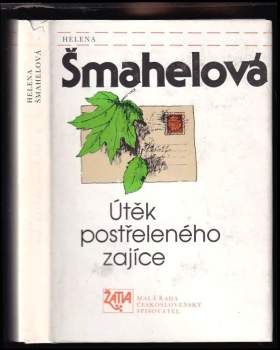 HELENA
ŠMAHELOVÁ
HELENA
Šmahelová
Útěk
postřeleného
zajíce
ŽATVA
MALÁ ŘADA
ČESKOSLOVENSKÝ
SPISOVATEL